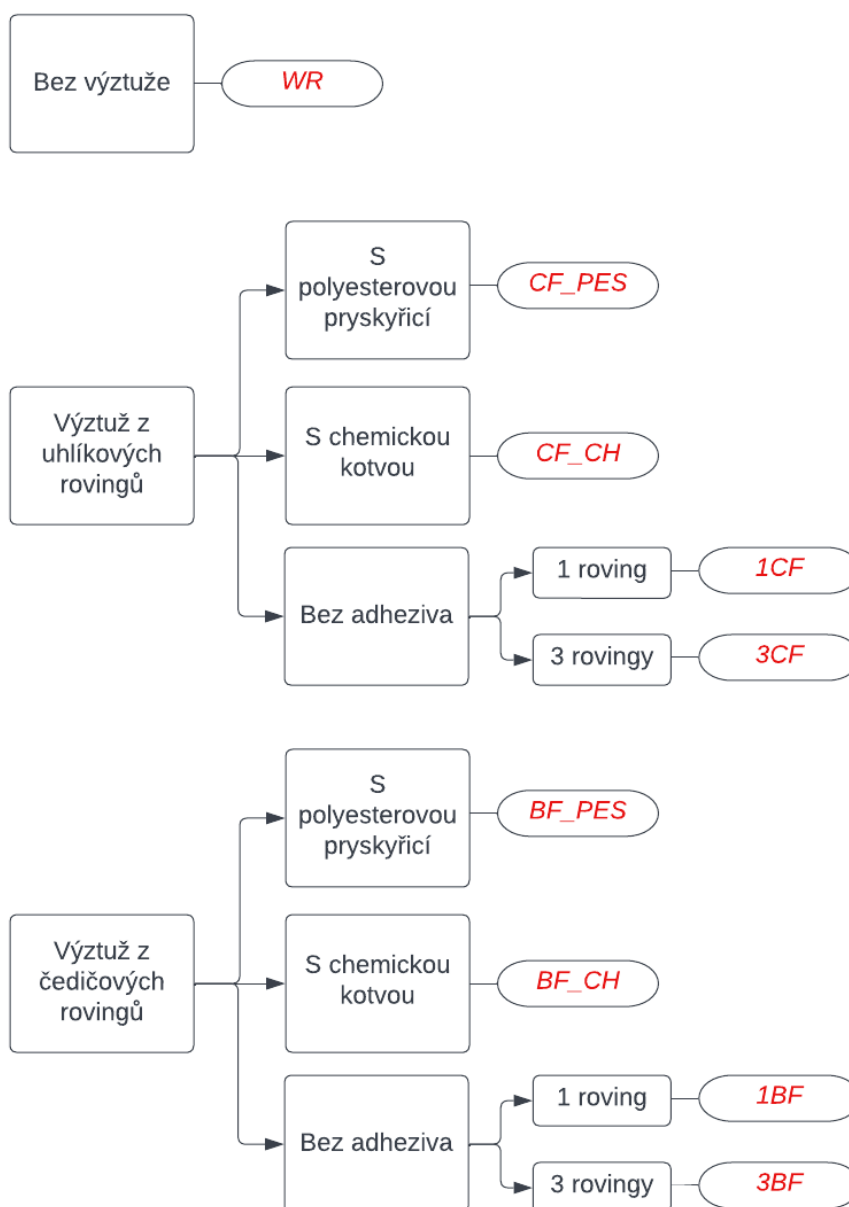 Bez výztuže
WR
S
polyesterovou
pryskyřicí
CF_PES
Výztuž z
uhlíkových
rovingů
S chemickou
kotvou
CF_CH
Bez adheziva
1 roving
1CF
3 rovingy
3CF
S
polyesterovou
pryskyřicí
BF_PES
Výztuž z
čedičových
rovingů
S chemickou
kotvou
BF_CH
Bez adheziva
1 roving
1BF
3 rovingy
3BF